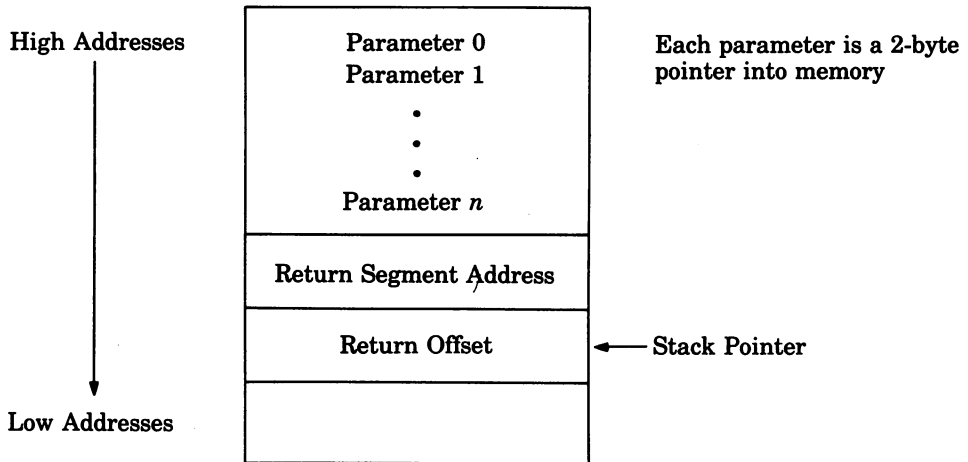 High Addresses
Parameter 0
Parameter 1
Each parameter is a 2-byte
pointer into memory
Parameter n
Return Segment Address
Return Offset
Stack Pointer
Low Addresses